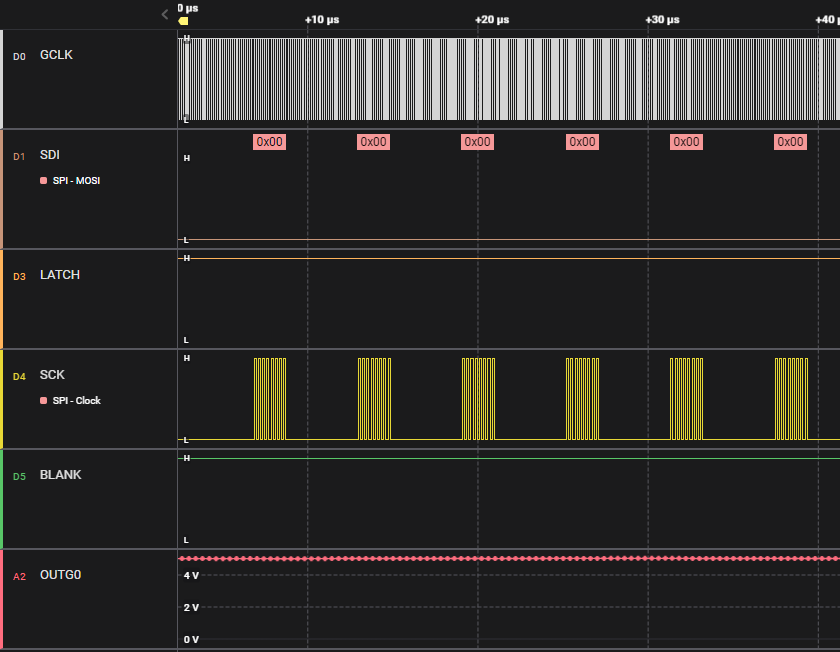 0 µs
+10 µs +20 µs +30 µs +40 µ
D0 GCLK H L
0x00 0x00 0x00 0x00 0x00 0x00
D1 SDI H
SPI - MOSI
L
D3 LATCH H
L
D4 SCK H
SPI - Clock
L
D5 BLANK H
L
A2 OUTG0 4 V
2 V
0 V